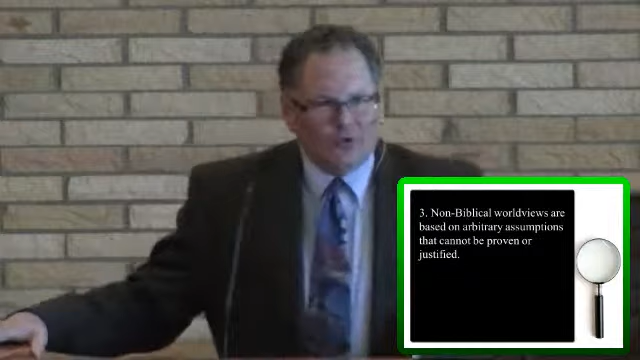 3. Non-Biblical worldviews are
based on arbitrary assumptions
that cannot be proven or
justified.